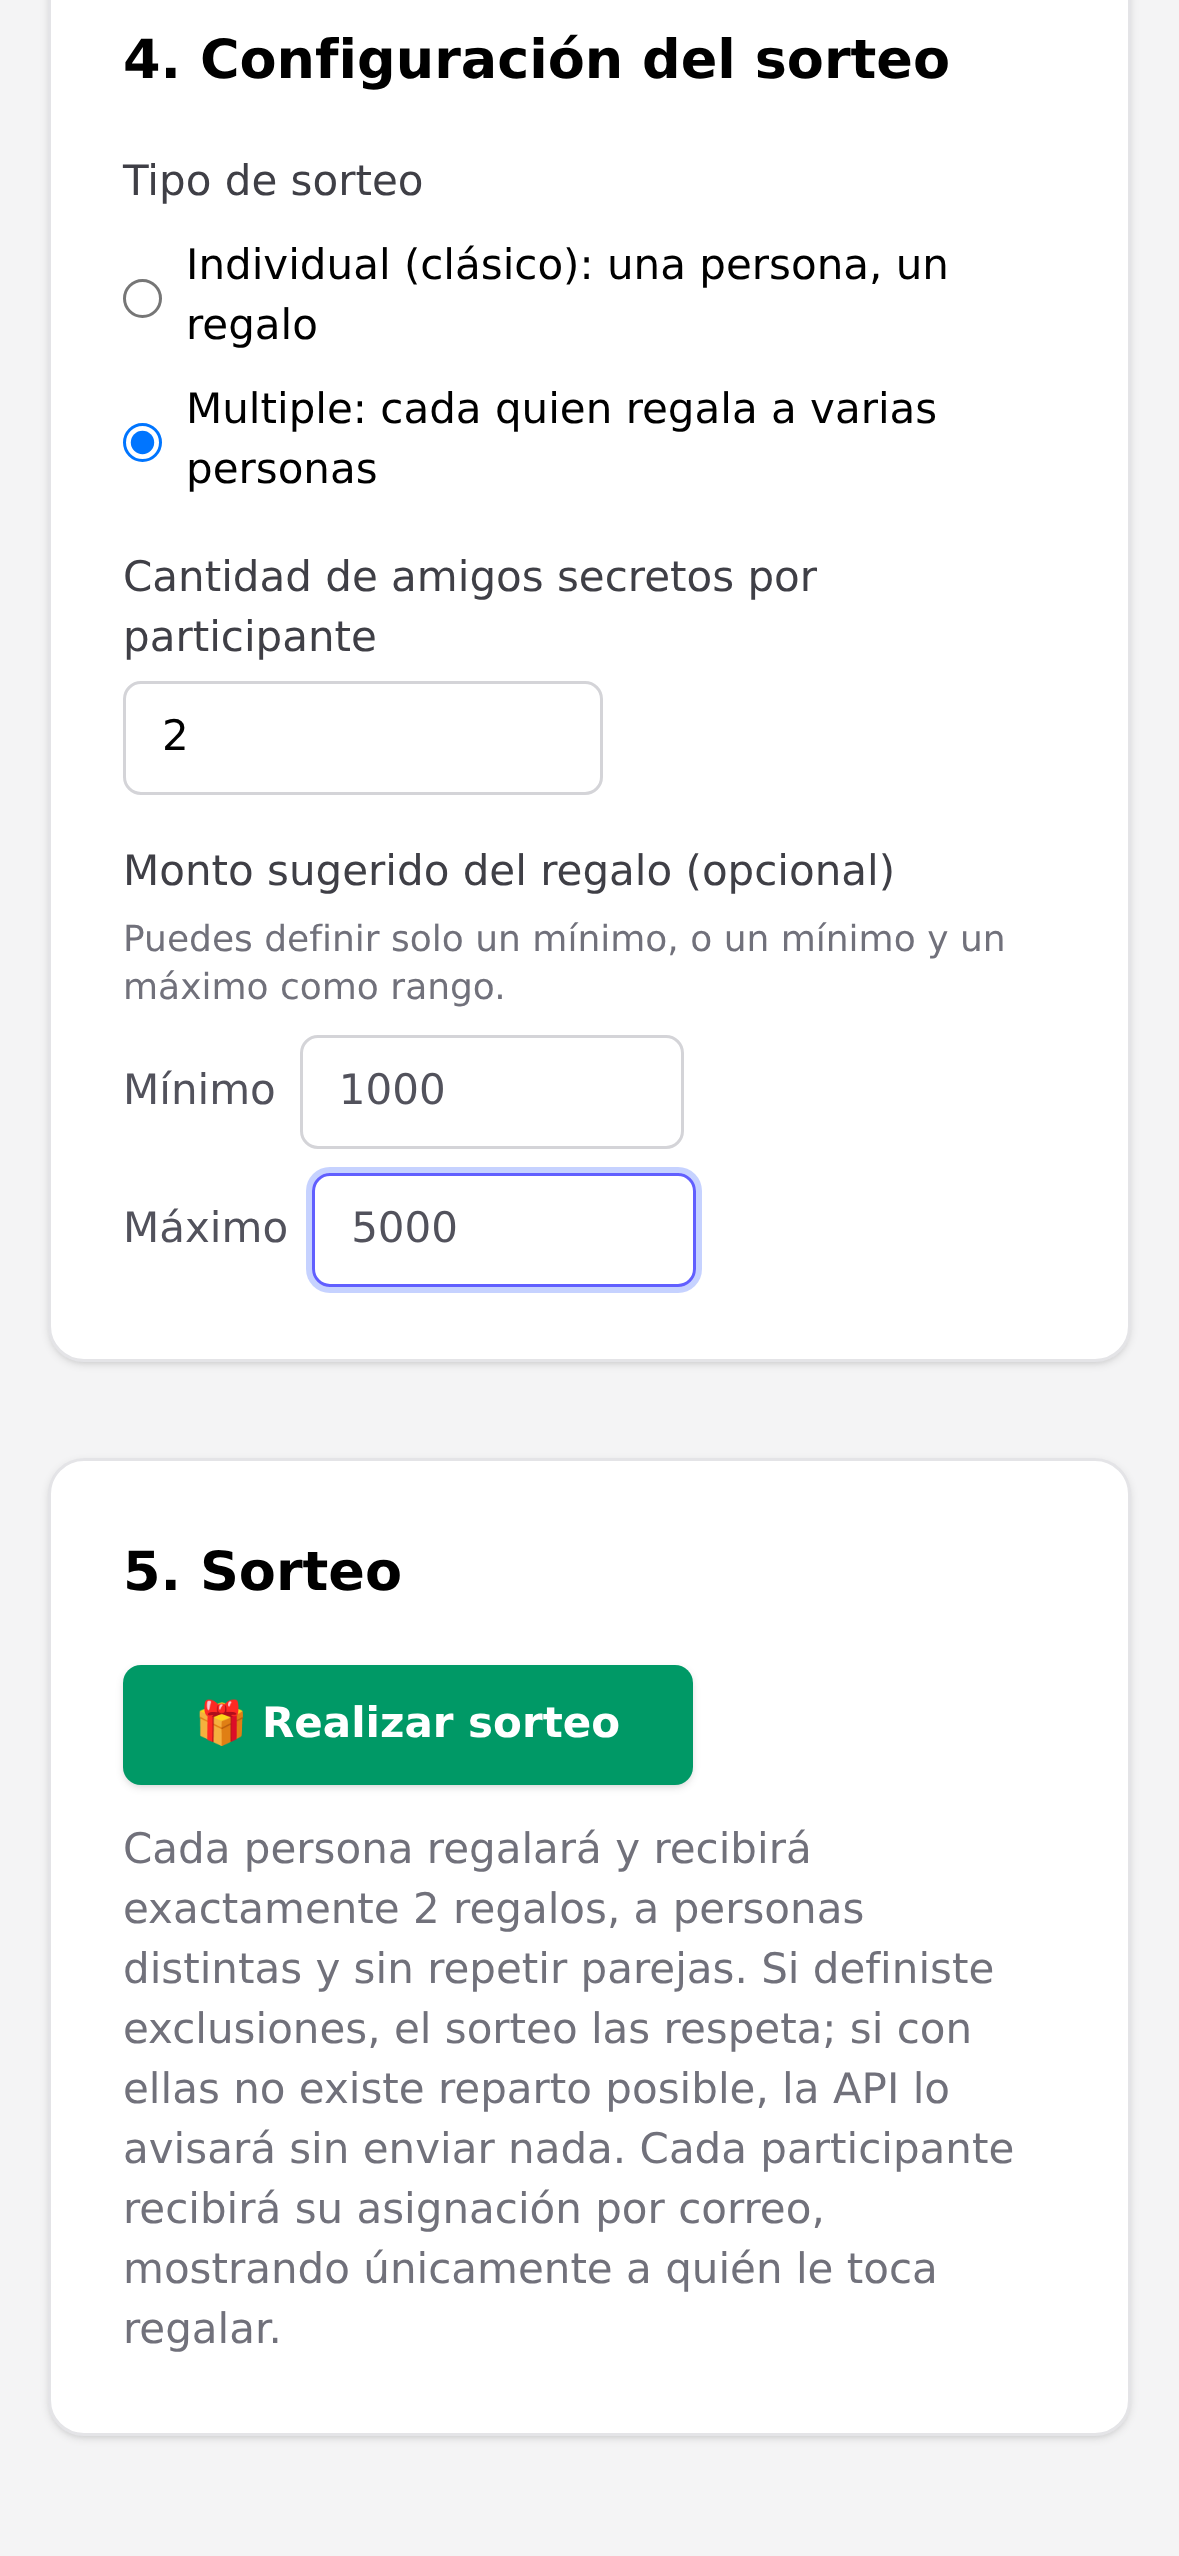 4. Configuración del sorteo
Tipo de sorteo
Individual (clásico): una persona, un
regalo
Multiple: cada quien regala a varias
personas
Cantidad de amigos secretos por
participante
2
Monto sugerido del regalo (opcional)
Puedes definir solo un mínimo, o un mínimo y un
máximo como rango.
Mínimo 1000
Máximo 5000
5. Sorteo
🎁 Realizar sorteo
Cada persona regalará y recibirá
exactamente 2 regalos, a personas
distintas y sin repetir parejas. Si definiste
exclusiones, el sorteo las respeta; si con
ellas no existe reparto posible, la API lo
avisará sin enviar nada. Cada participante
recibirá su asignación por correo,
mostrando únicamente a quién le toca
regalar.